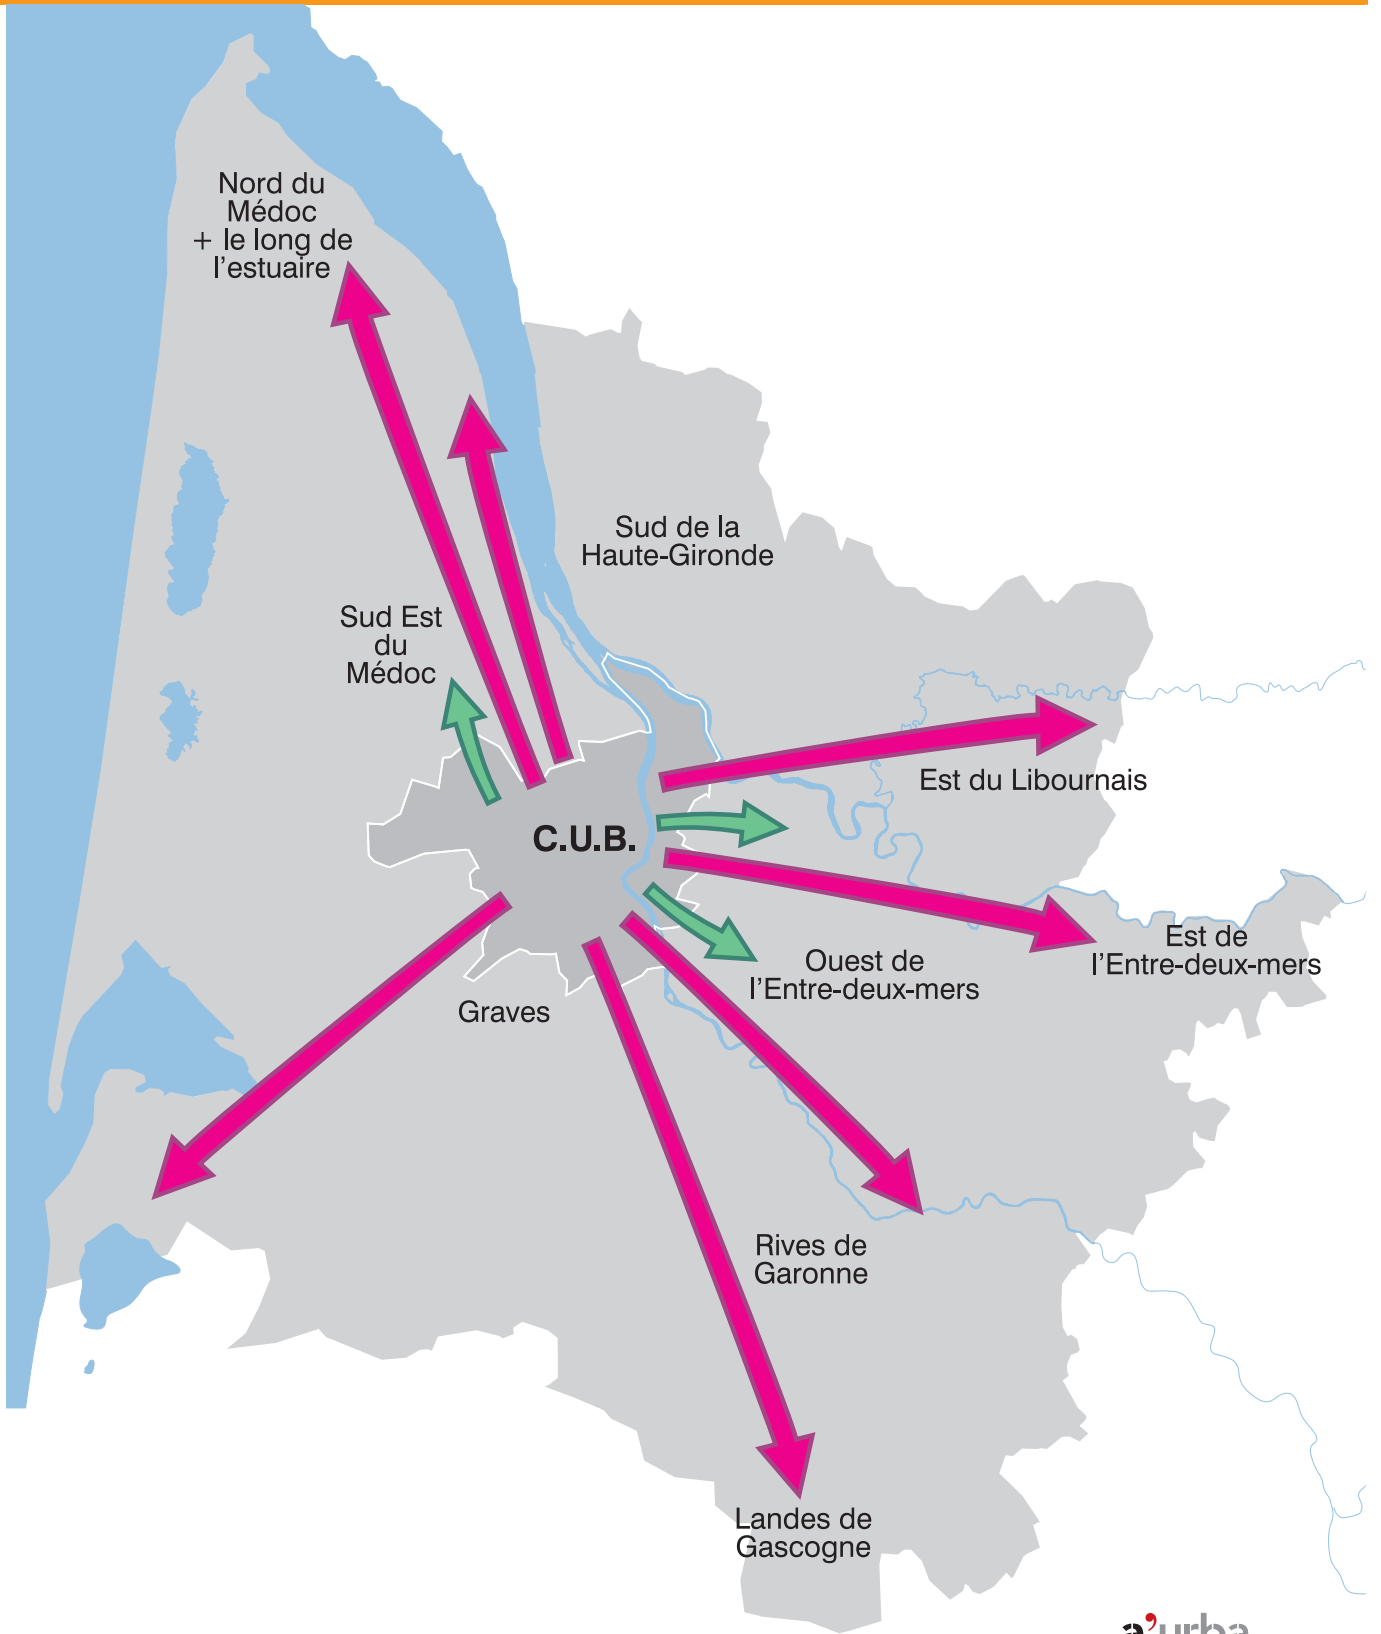 Nord du
Médoc
+ le long de
l'estuaire
Sud de la
Haute-Gironde
Sud Est
du
Médoc
Est du Libournais
C.U.B.
Est de
l'Entre-deux-mers
Ouest de
l'Entre-deux-mers
Graves
Rives de
Garonne
Landes de
Gascogne
a'urba